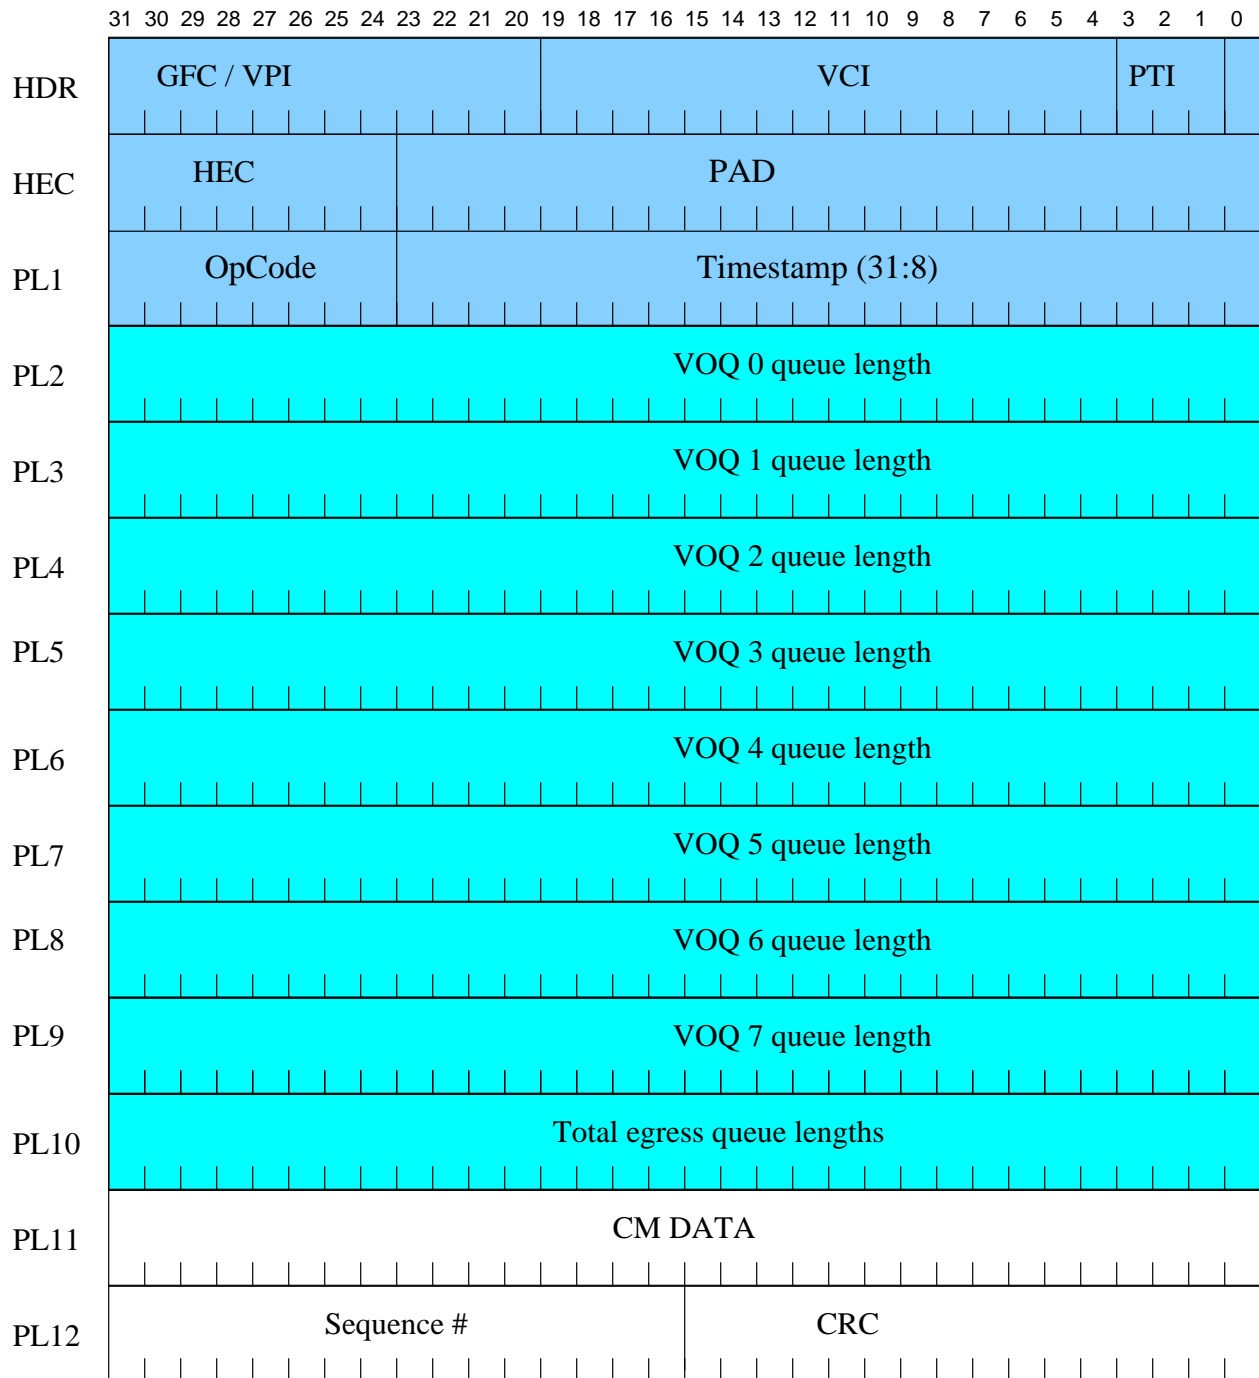 31 30 29 28 27 26 25 24 23 22 21 20 19 18 17 16 15 14 13 12 11 10 9 8 7 6 5 4 3 2 1 0
HDR GFC / VPI VCI PTI
HEC HEC PAD
PL1 OpCode Timestamp (31:8)
PL2 VOQ 0 queue length
PL3 VOQ 1 queue length
PL4 VOQ 2 queue length
PL5 VOQ 3 queue length
PL6 VOQ 4 queue length
PL7 VOQ 5 queue length
PL8 VOQ 6 queue length
PL9 VOQ 7 queue length
PL10 Total egress queue lengths
PL11 CM DATA
PL12 Sequence # CRC